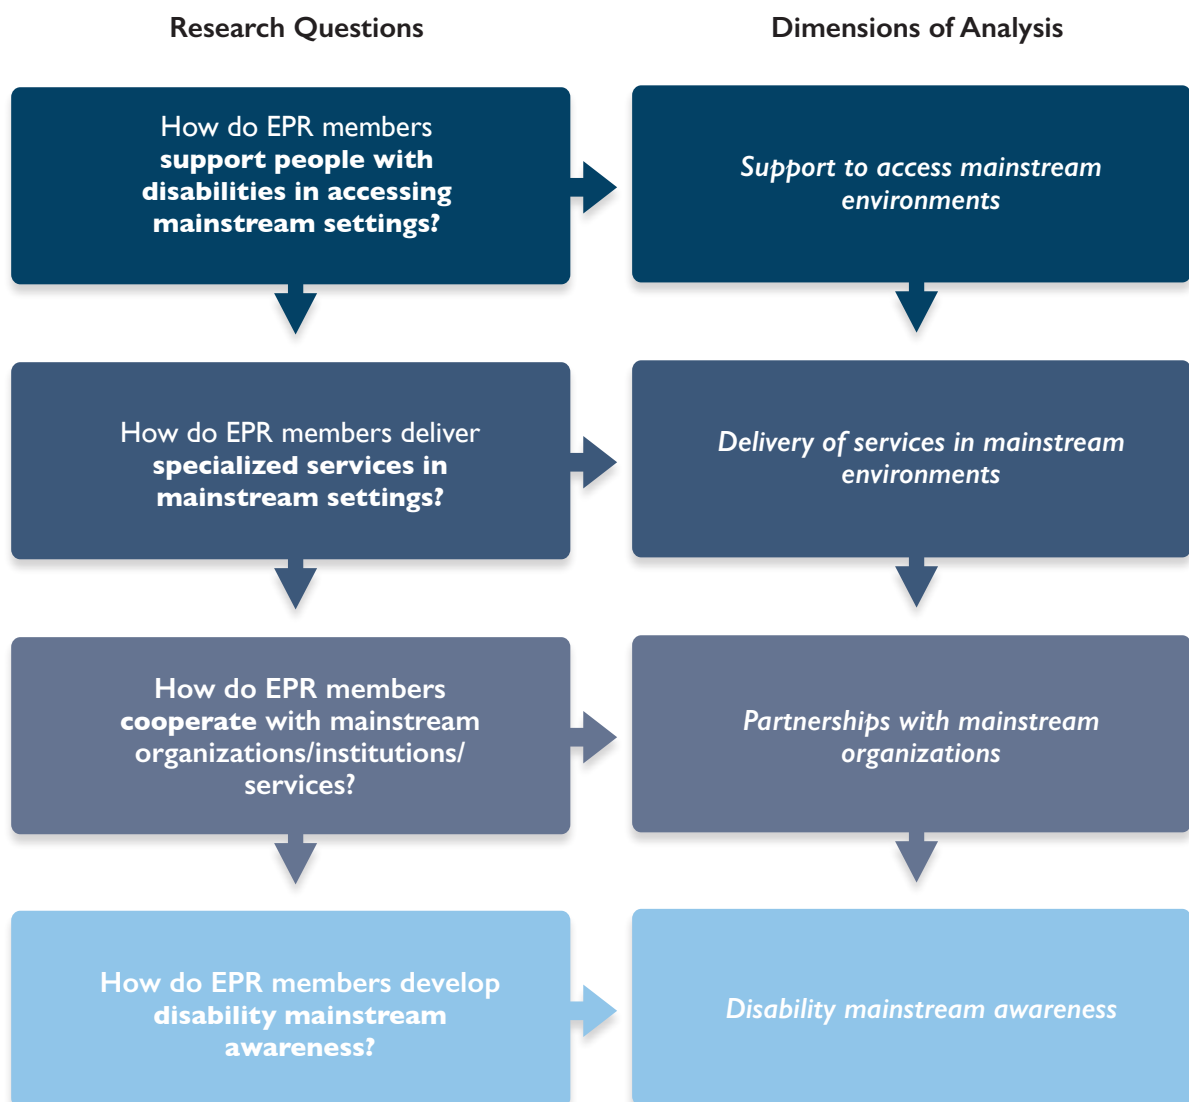 Research Questions
Dimensions of Analysis
How do EPR members
support people with
disabilities in accessing
mainstream settings?
Support to access mainstream
environments
How do EPR members deliver
specialized services in
mainstream settings?
Delivery of services in mainstream
environments
How do EPR members
cooperate with mainstream
organizations/institutions/
services?
Partnerships with mainstream
organizations
How do EPR members develop
disability mainstream
awareness?
Disability mainstream awareness